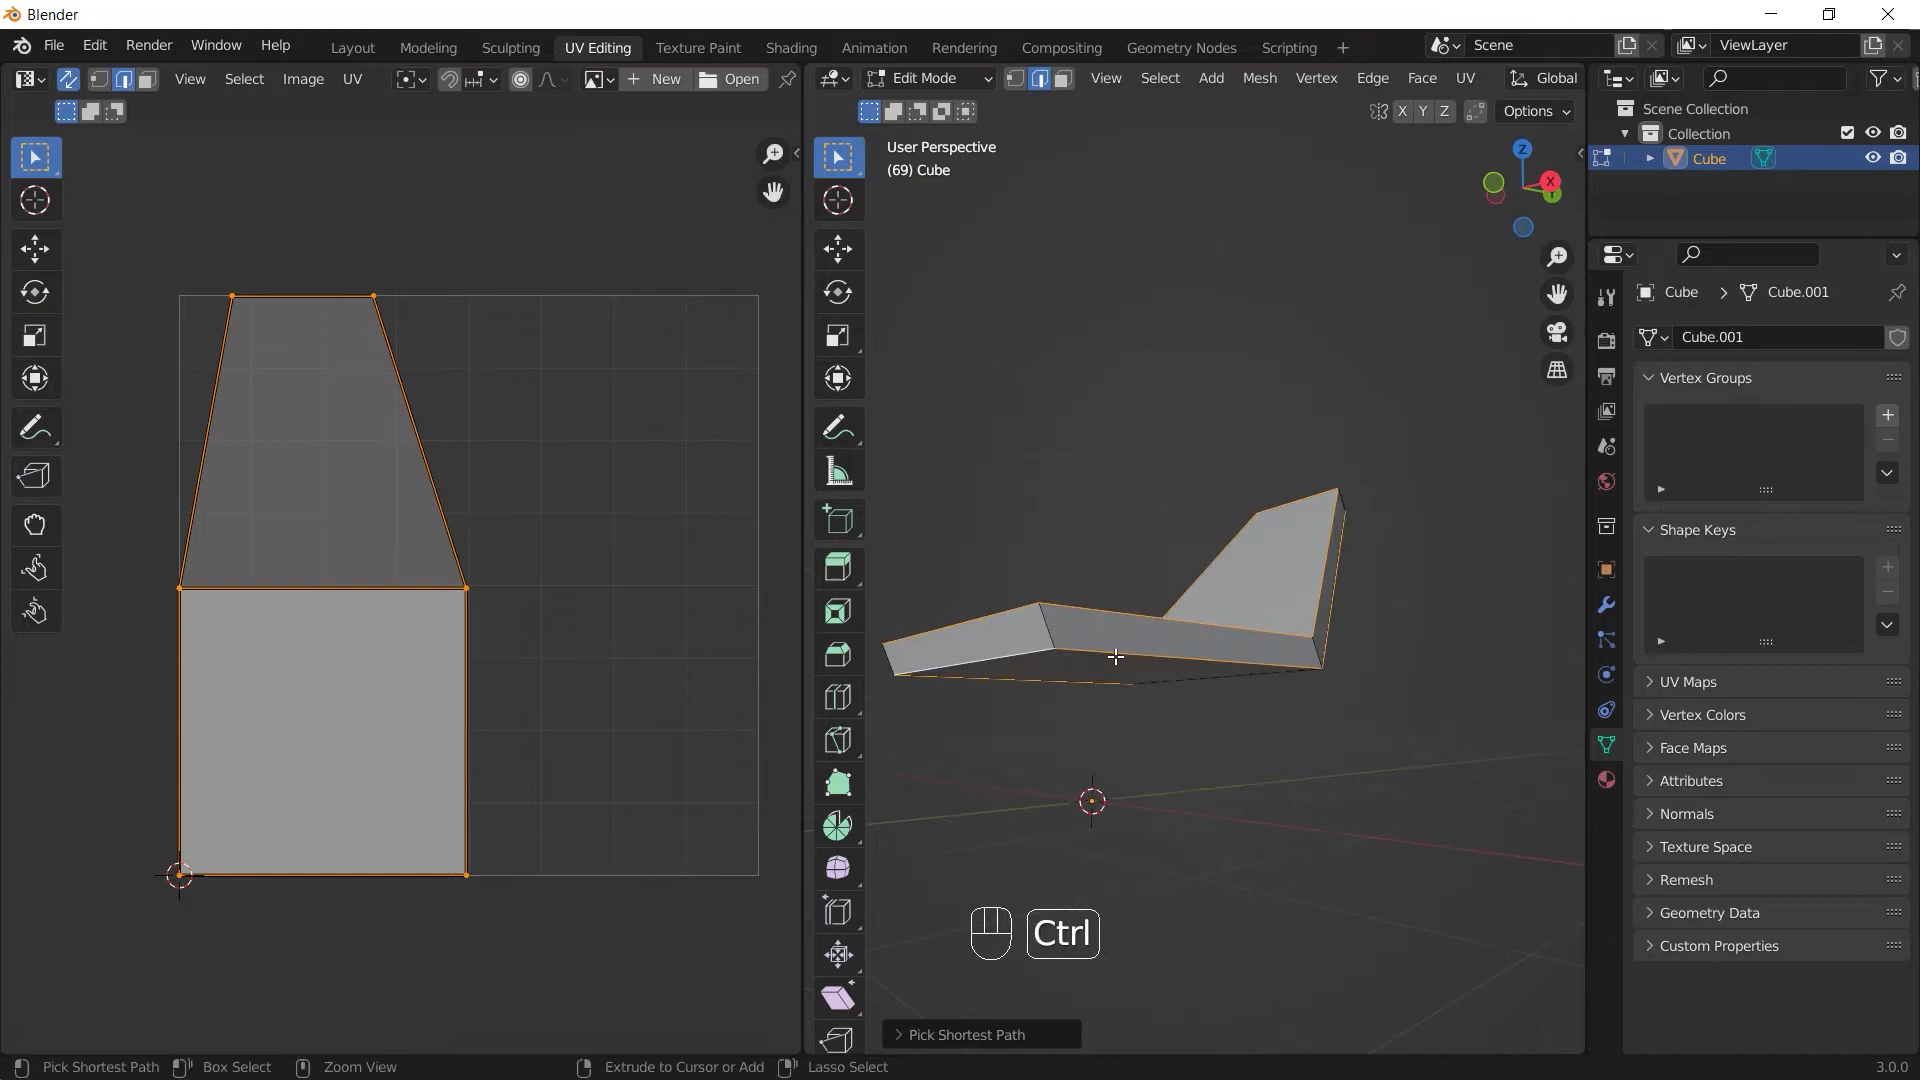 Blender
File Edit Render Window Help Layout Modeling Sculpting UV Editing Texture Paint Shading Animation Rendering Compositing Geometry Nodes Scripting + Scene ViewLayer
View Select Image UV New Open Edit Mode View Select Add Mesh Vertex Edge Face UV Global
X Y Z Options
Scene Collection
Collection
Cube
User Perspective
(69) Cube
Z
X
Y
Cube > Cube.001
Cube.001
Vertex Groups
Shape Keys
UV Maps
Vertex Colors
Face Maps
Attributes
Normals
Texture Space
Remesh
Geometry Data
Custom Properties
Ctrl
> Pick Shortest Path
Pick Shortest Path Box Select Zoom View Extrude to Cursor or Add Lasso Select 3.0.0